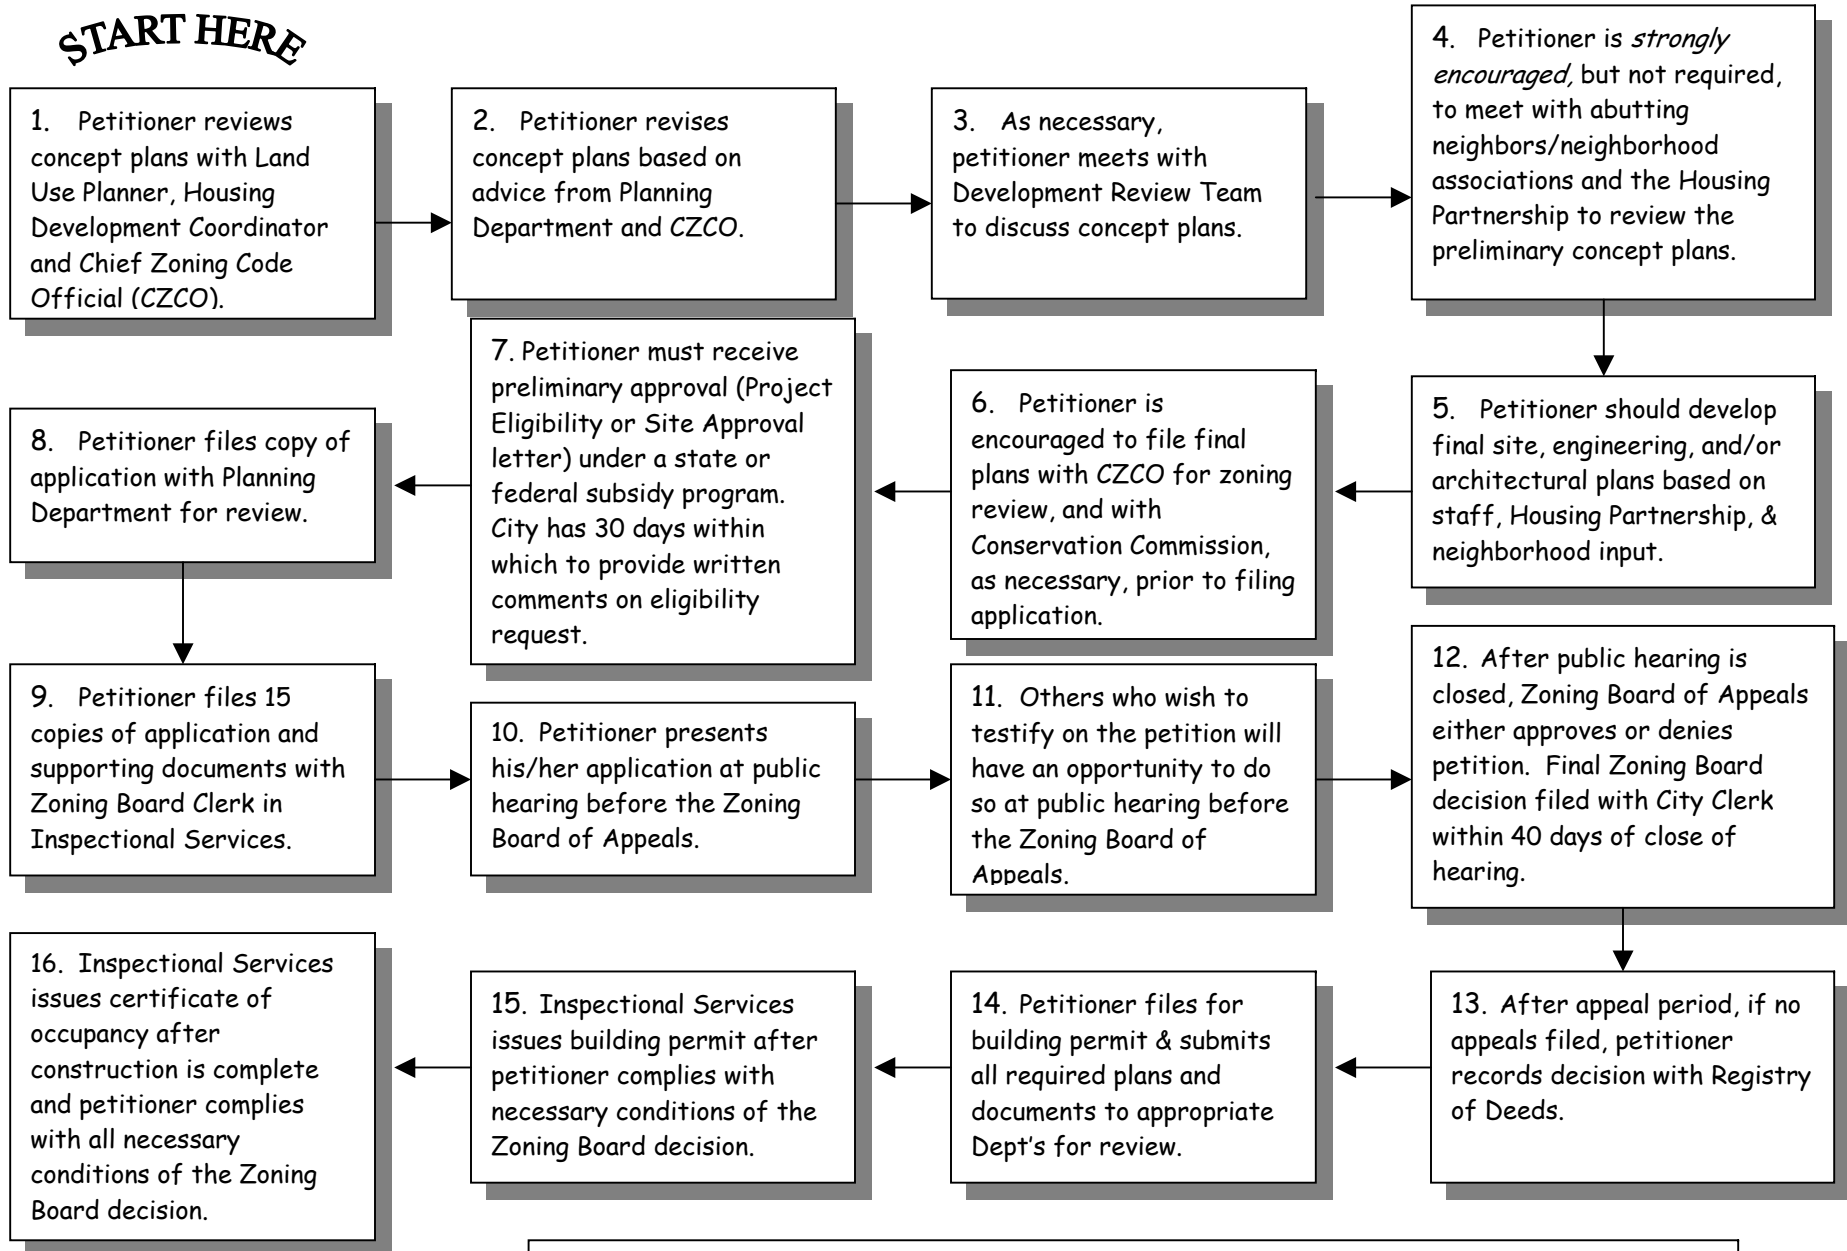 START HERE
1. Petitioner reviews
concept plans with Land
Use Planner, Housing
Development Coordinator
and Chief Zoning Code
Official (CZCO).
2. Petitioner revises
concept plans based on
advice from Planning
Department and CZCO.
3. As necessary,
petitioner meets with
Development Review Team
to discuss concept plans.
4. Petitioner is strongly
encouraged, but not required,
to meet with abutting
neighbors/neighborhood
associations and the Housing
Partnership to review the
preliminary concept plans.
5. Petitioner should develop
final site, engineering, and/or
architectural plans based on
staff, Housing Partnership, &
neighborhood input.
6. Petitioner is
encouraged to file final
plans with CZCO for zoning
review, and with
Conservation Commission,
as necessary, prior to filing
application.
7. Petitioner must receive
preliminary approval (Project
Eligibility or Site Approval
letter) under a state or
federal subsidy program.
City has 30 days within
which to provide written
comments on eligibility
request.
8. Petitioner files copy of
application with Planning
Department for review.
9. Petitioner files 15
copies of application and
supporting documents with
Zoning Board Clerk in
Inspectional Services.
10. Petitioner presents
his/her application at public
hearing before the Zoning
Board of Appeals.
11. Others who wish to
testify on the petition will
have an opportunity to do
so at public hearing before
the Zoning Board of
Appeals.
12. After public hearing is
closed, Zoning Board of Appeals
either approves or denies
petition. Final Zoning Board
decision filed with City Clerk
within 40 days of close of
hearing.
13. After appeal period, if no
appeals filed, petitioner
records decision with Registry
of Deeds.
14. Petitioner files for
building permit & submits
all required plans and
documents to appropriate
Dept's for review.
15. Inspectional Services
issues building permit after
petitioner complies with
necessary conditions of the
Zoning Board decision.
16. Inspectional Services
issues certificate of
occupancy after
construction is complete
and petitioner complies
with all necessary
conditions of the Zoning
Board decision.